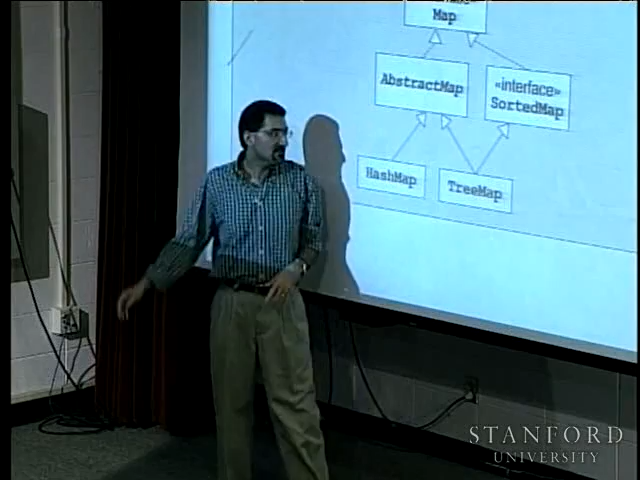 Map
AbstractMap
«interface»
SortedMap
HashMap
TreeMap
STANFORD
UNIVERSITY